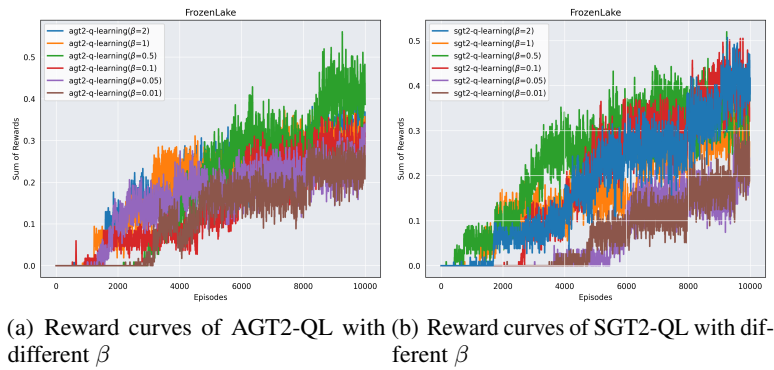 FrozenLake
agt2-q-learning(β=2)
agt2-q-learning(β=1)
agt2-q-learning(β=0.5)
agt2-q-learning(β=0.1)
agt2-q-learning(β=0.05)
agt2-q-learning(β=0.01)
Sum of Rewards
0.5
0.4
0.3
0.2
0.1
0.0
0 2000 4000 6000 8000 10000
Episodes
FrozenLake
sgt2-q-learning(β=2)
sgt2-q-learning(β=1)
sgt2-q-learning(β=0.5)
sgt2-q-learning(β=0.1)
sgt2-q-learning(β=0.05)
sgt2-q-learning(β=0.01)
Sum of Rewards
0.5
0.4
0.3
0.2
0.1
0.0
0 2000 4000 6000 8000 10000
Episodes
(a) Reward curves of AGT2-QL with
different β
(b) Reward curves of SGT2-QL with dif-
ferent β